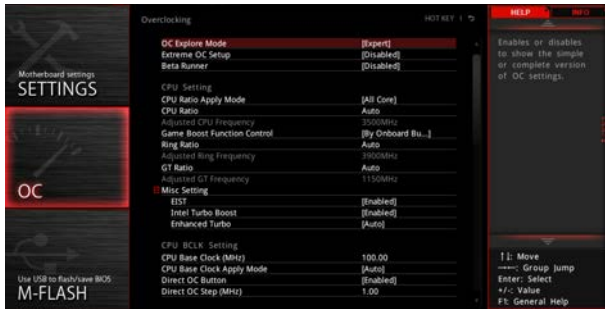 Overclocking
HOT KEY
HELP
INFO
OC Explore Mode [Expert]
Extreme OC Setup [Disabled]
Beta Runner [Disabled]
CPU Setting
CPU Ratio Apply Mode [All Core]
CPU Ratio Auto
Adjusted CPU Frequency 3500MHz
Game Boost Function Control [By Onboard Bu...]
Ring Ratio Auto
Adjusted Ring Frequency 3900MHz
GT Ratio Auto
Adjusted GT Frequency 1150MHz
Misc Setting
EIST [Enabled]
Intel Turbo Boost [Enabled]
Enhanced Turbo [Auto]
CPU BCLK Setting
CPU Base Clock (MHz) 100.00
CPU Base Clock Apply Mode [Auto]
Direct OC Button [Enabled]
Direct OC Step (MHz) 1.00
Motherboard settings
SETTINGS
OC
Use USB to flash/save BIOS
M-FLASH
Enables or disables
to show the simple
or complete version
of OC settings.
↑↓: Move
→←: Group Jump
Enter: Select
+/-: Value
F1: General Help